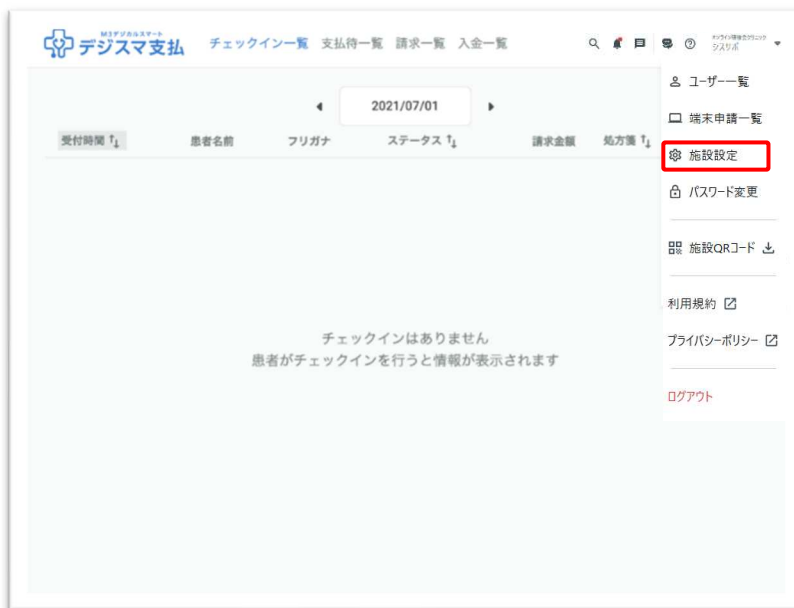 M3デジカルスマート
デジスマ支払 チェックイン一覧 支払待一覧 請求一覧 入金一覧
シスサポ
2021/07/01
受付時間 患者名前 フリガナ ステータス 請求金額 処方箋
ユーザー一覧
端末申請一覧
施設設定
パスワード変更
施設QRコード
利用規約
プライバシーポリシー
ログアウト
チェックインはありません
患者がチェックインを行うと情報が表示されます